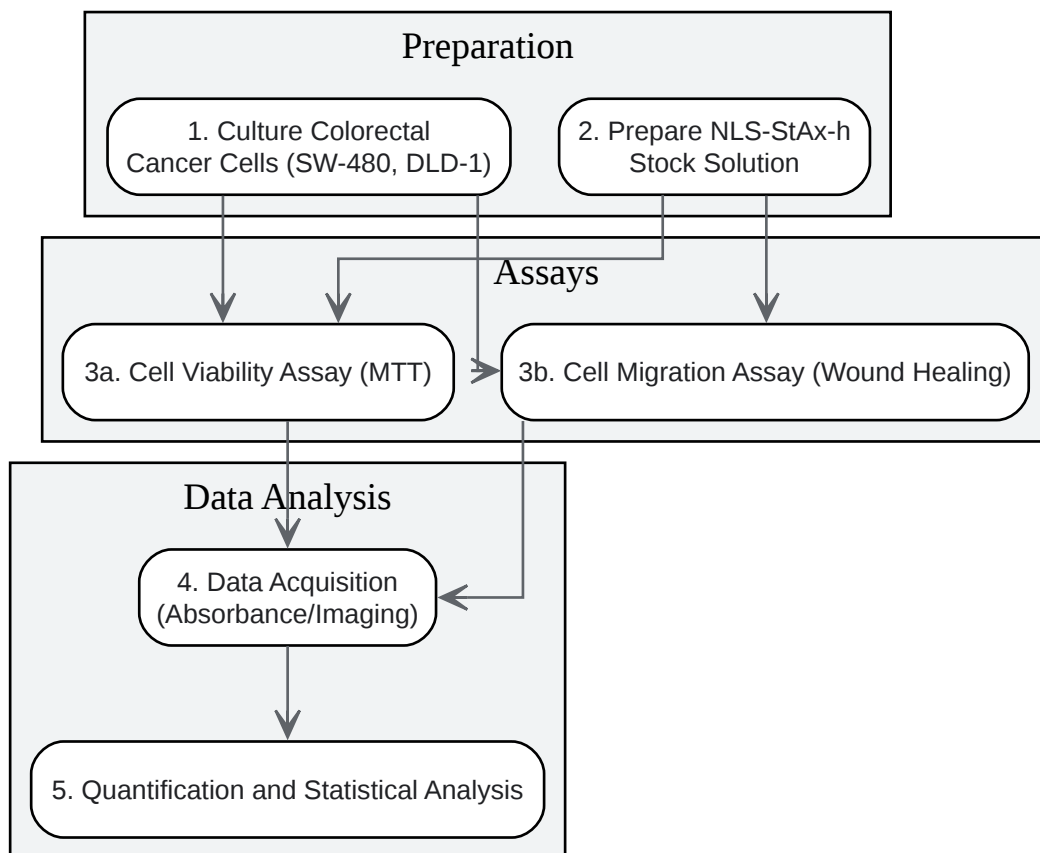 Preparation
1. Culture Colorectal
Cancer Cells (SW-480, DLD-1)
2. Prepare NLS-StAx-h
Stock Solution
Assays
3a. Cell Viability Assay (MTT)
3b. Cell Migration Assay (Wound Healing)
Data Analysis
4. Data Acquisition
(Absorbance/Imaging)
5. Quantification and Statistical Analysis